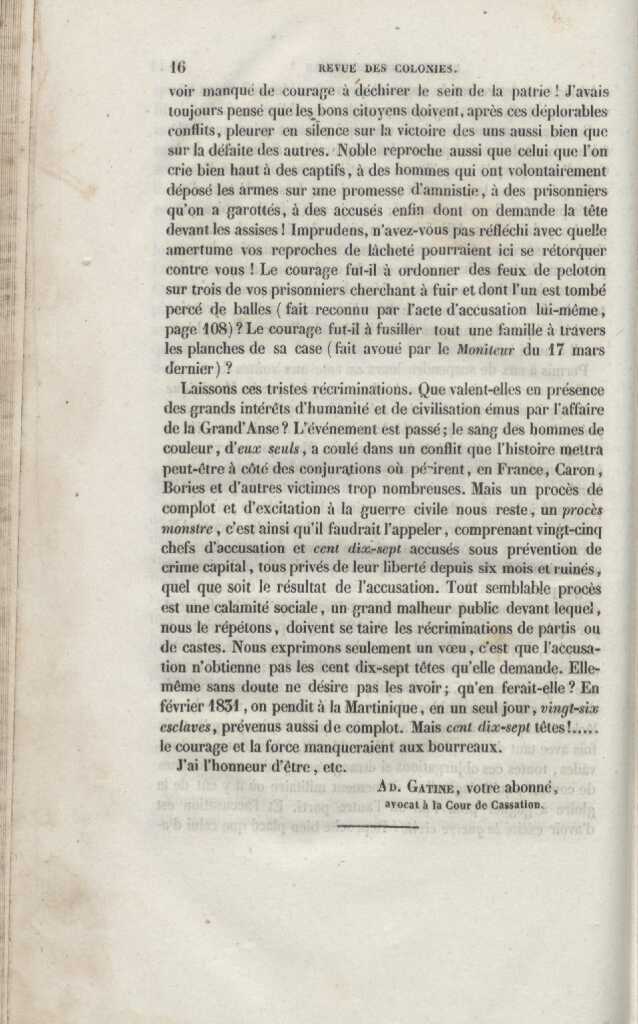 16 REVUE DES COLONIES.
voir manqué de courage à déchirer le sein de la patrie ! J'avais
toujours pensé que les bons citoyens doivent, après ces déplorables
conflits, pleurer en silence sur la victoire des uns aussi bien que
sur la défaite des autres. Noble reproche aussi que celui que l'on
crie bien haut à des captifs, à des hommes qui ont volontairement
déposé les armes sur une promesse d'amnistie, à des prisonniers
qu'on a garottés, à des accusés enfin dont on demande la tête
devant les assises ! Imprudens, n'avez-vous pas réfléchi avec quelle
amertume vos reproches de lâcheté pourraient ici se rétorquer
contre vous ! Le courage fut-il à ordonner des feux de peloton
sur trois de vos prisonniers cherchant à fuir et dont l'un est tombé
percé de balles (fait reconnu par l'acte d'accusation lui-même,
page 108)? Le courage fut-il à fusiller tout une famille à travers
les planches de sa case (fait avoué par le Moniteur du 17 mars
dernier) ?
Laissons ces tristes récriminations. Que valent-elles en présence
des grands intérêts d'humanité et de civilisation émus par l'affaire
de la Grand'Anse ? L'événement est passé; le sang des hommes de
couleur, d'eux seuls, a coulé dans un conflit que l'histoire mettra
peut-être à côté des conjurations où périrent, en France, Caron,
Bories et d'autres victimes trop nombreuses. Mais un procès de
complot et d'excitation à la guerre civile nous reste, un procès
monstre, c'est ainsi qu'il faudrait l'appeler, comprenant vingt-cinq
chefs d'accusation et cent dix-sept accusés sous prévention de
crime capital, tous privés de leur liberté depuis six mois et ruinés,
quel que soit le résultat de l'accusation. Tout semblable procès
est une calamité sociale, un grand malheur public devant lequel,
nous le répétons, doivent se taire les récriminations de partis ou
de castes. Nous exprimons seulement un vœu, c'est que l'accusa-
tion n'obtienne pas les cent dix-sept têtes qu'elle demande. Elle-
même sans doute ne désire pas les avoir; qu'en ferait-elle ? En
février 1831, on pendit à la Martinique, en un seul jour, vingt-six
esclaves, prévenus aussi de complot. Mais cent dix-sept têtes!.....
le courage et la force manqueraient aux bourreaux.
J'ai l'honneur d'être, etc.
AD. GATINE, votre abonné,
avocat à la Cour de Cassation.